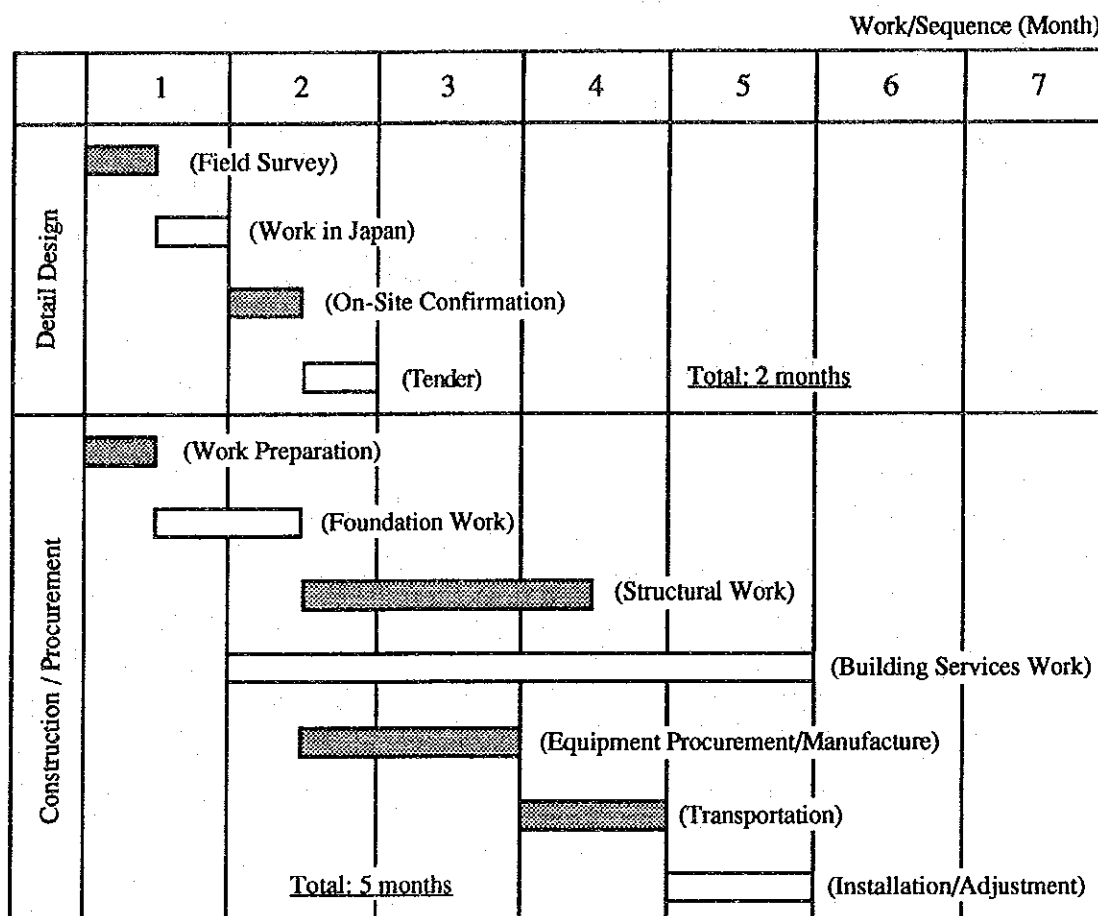 Work/Sequence (Month)
1 2 3 4 5 6 7
Detail Design
(Field Survey)
(Work in Japan)
(On-Site Confirmation)
(Tender)
Total: 2 months
Construction / Procurement
(Work Preparation)
(Foundation Work)
(Structural Work)
(Building Services Work)
(Equipment Procurement/Manufacture)
(Transportation)
Total: 5 months
(Installation/Adjustment)